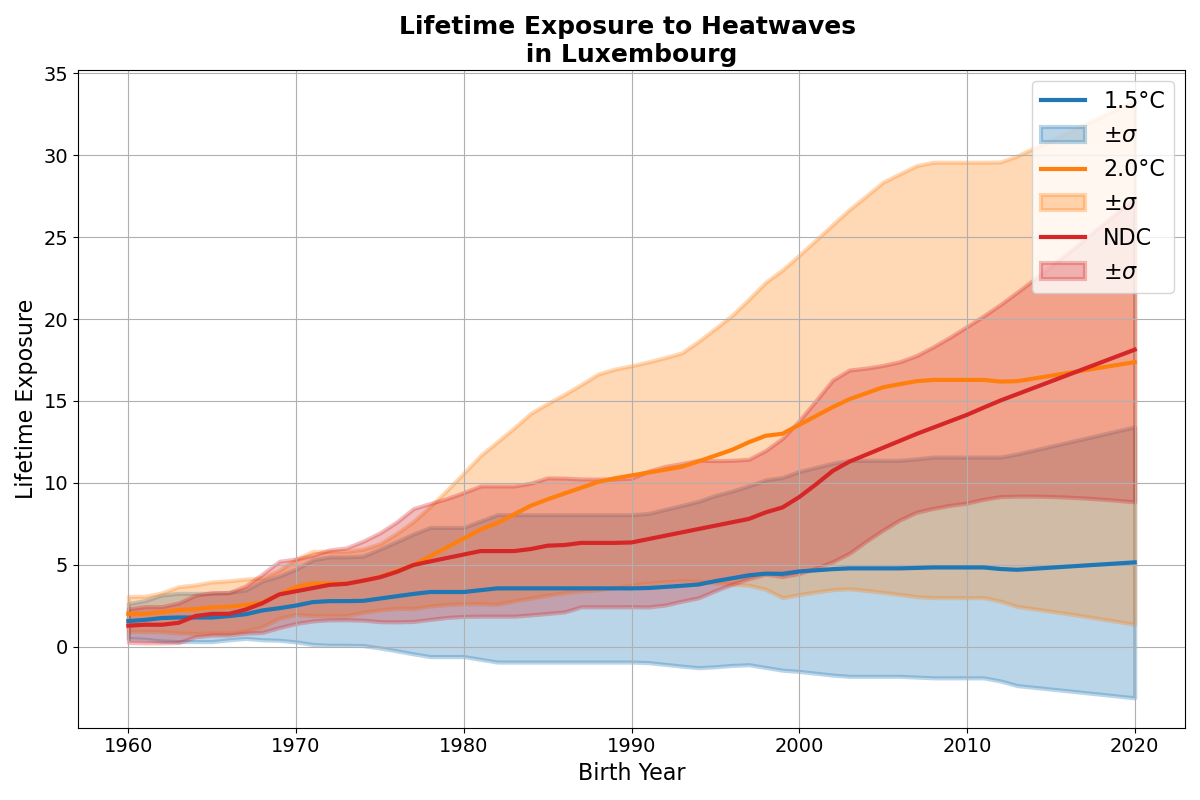 Lifetime Exposure to Heatwaves
in Luxembourg
Lifetime Exposure
35
30
25
20
15
10
5
0
1960
1970
1980
1990
2000
2010
2020
Birth Year
1.5°C
±σ
2.0°C
±σ
NDC
±σ